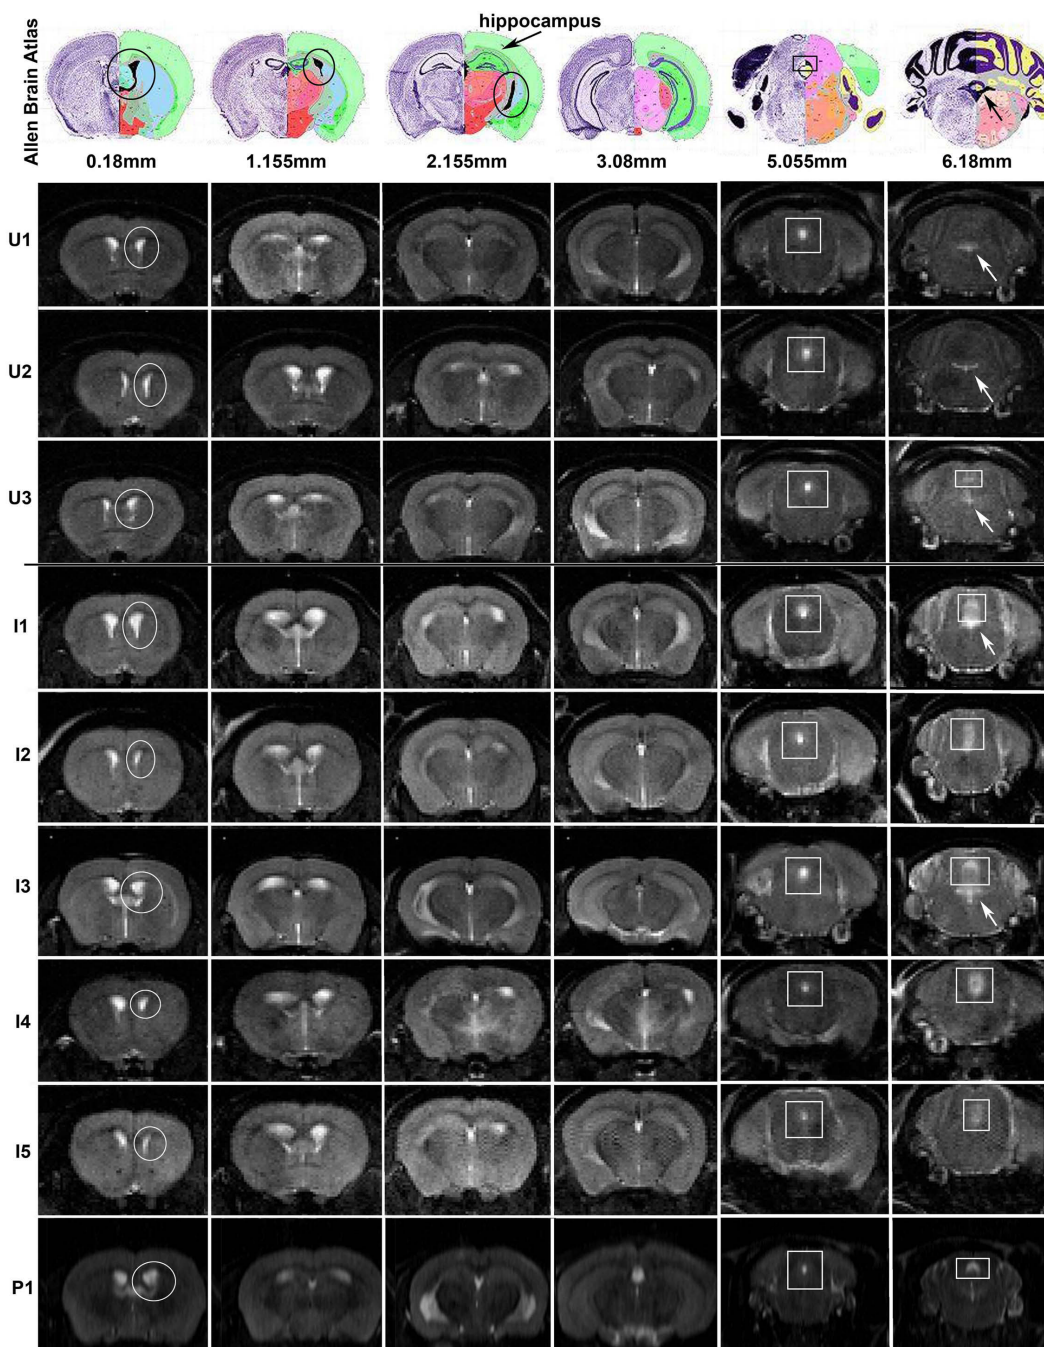 hippocampus
Allen Brain Atlas
0.18mm 1.155mm 2.155mm 3.08mm 5.055mm 6.18mm
U1
U2
U3
I1
I2
I3
I4
I5
P1